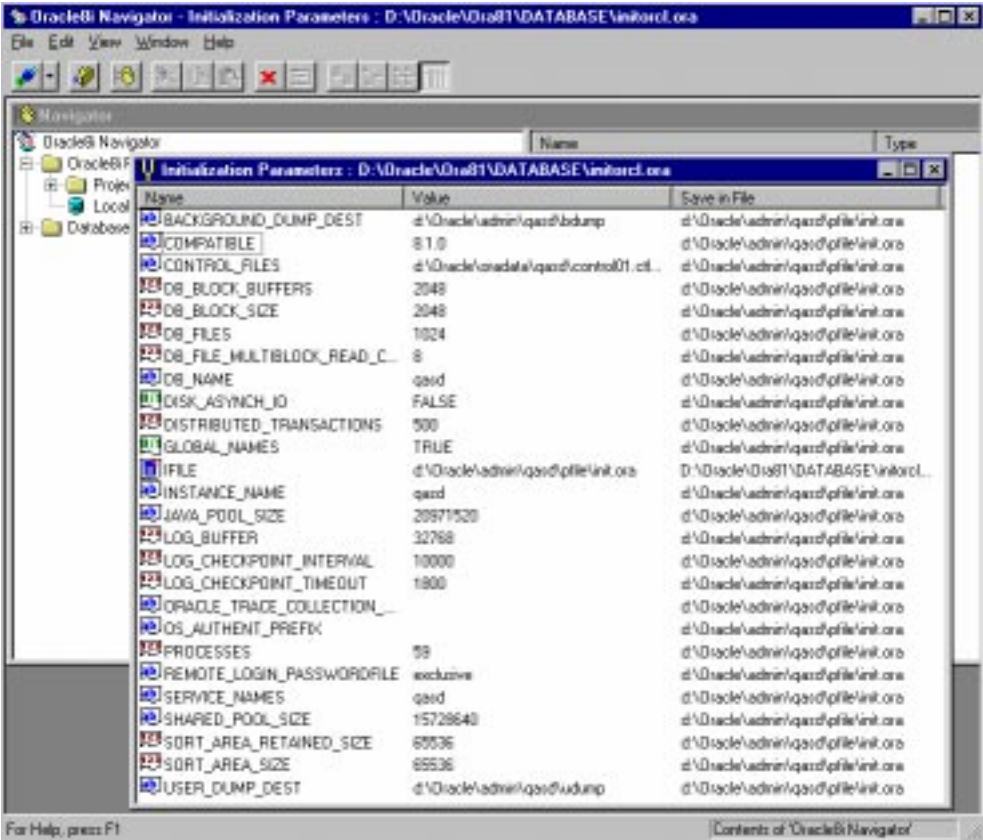 Oracle8i Navigator - Initialization Parameters : D:\Oracle\Ora81\DATABASE\initorcl.ora
File Edit View Window Help
Navigator
Oracle8i Navigator Name Type
Oracle8i P
Projec
Local
Database
Initialization Parameters : D:\Oracle\Ora81\DATABASE\initorcl.ora
Name Value Save in File
BACKGROUND_DUMP_DEST d:\Oracle\admin\qasd\bdump d:\Oracle\admin\qasd\pfile\init.ora
COMPATIBLE 8.1.0 d:\Oracle\admin\qasd\pfile\init.ora
CONTROL_FILES d:\Oracle\oradata\qasd\control01.ctl... d:\Oracle\admin\qasd\pfile\init.ora
DB_BLOCK_BUFFERS 2048 d:\Oracle\admin\qasd\pfile\init.ora
DB_BLOCK_SIZE 2048 d:\Oracle\admin\qasd\pfile\init.ora
DB_FILES 1024 d:\Oracle\admin\qasd\pfile\init.ora
DB_FILE_MULTIBLOCK_READ_C... 8 d:\Oracle\admin\qasd\pfile\init.ora
DB_NAME qasd d:\Oracle\admin\qasd\pfile\init.ora
DISK_ASYNCH_IO FALSE d:\Oracle\admin\qasd\pfile\init.ora
DISTRIBUTED_TRANSACTIONS 500 d:\Oracle\admin\qasd\pfile\init.ora
GLOBAL_NAMES TRUE d:\Oracle\admin\qasd\pfile\init.ora
IFILE d:\Oracle\admin\qasd\pfile\init.ora D:\Oracle\Ora81\DATABASE\initorcl...
INSTANCE_NAME qasd d:\Oracle\admin\qasd\pfile\init.ora
JAVA_POOL_SIZE 20971520 d:\Oracle\admin\qasd\pfile\init.ora
LOG_BUFFER 32768 d:\Oracle\admin\qasd\pfile\init.ora
LOG_CHECKPOINT_INTERVAL 10000 d:\Oracle\admin\qasd\pfile\init.ora
LOG_CHECKPOINT_TIMEOUT 1800 d:\Oracle\admin\qasd\pfile\init.ora
ORACLE_TRACE_COLLECTION_... d:\Oracle\admin\qasd\pfile\init.ora
OS_AUTHENT_PREFIX d:\Oracle\admin\qasd\pfile\init.ora
PROCESSES 59 d:\Oracle\admin\qasd\pfile\init.ora
REMOTE_LOGIN_PASSWORDFILE exclusive d:\Oracle\admin\qasd\pfile\init.ora
SERVICE_NAMES qasd d:\Oracle\admin\qasd\pfile\init.ora
SHARED_POOL_SIZE 15728640 d:\Oracle\admin\qasd\pfile\init.ora
SORT_AREA_RETAINED_SIZE 65536 d:\Oracle\admin\qasd\pfile\init.ora
SORT_AREA_SIZE 65536 d:\Oracle\admin\qasd\pfile\init.ora
USER_DUMP_DEST d:\Oracle\admin\qasd\udump d:\Oracle\admin\qasd\pfile\init.ora
For Help, press F1 Contents of 'Oracle8i Navigator'